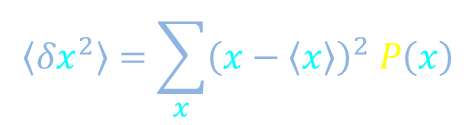 ⟨δx²⟩ = ∑ₓ (x − ⟨x⟩)² P(x)